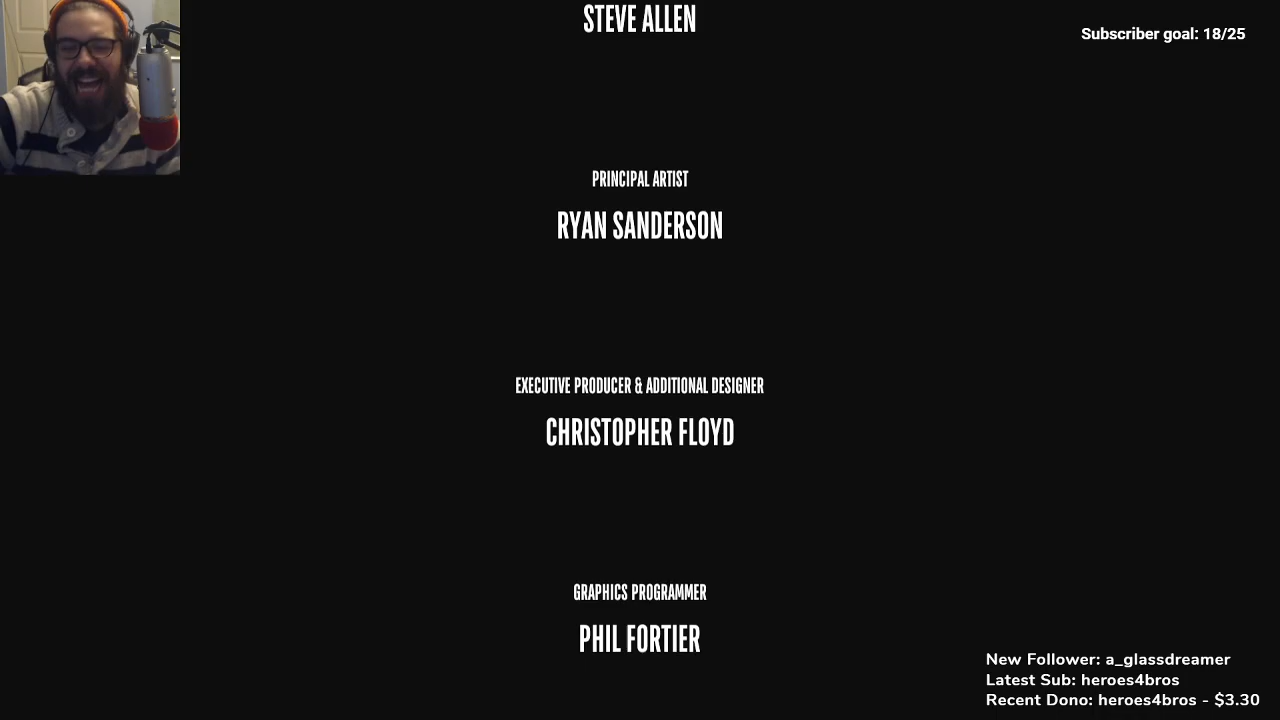 STEVE ALLEN
Subscriber goal: 18/25
PRINCIPAL ARTIST
RYAN SANDERSON
EXECUTIVE PRODUCER & ADDITIONAL DESIGNER
CHRISTOPHER FLOYD
GRAPHICS PROGRAMMER
PHIL FORTIER
New Follower: a_glassdreamer
Latest Sub: heroes4bros
Recent Dono: heroes4bros - $3.30